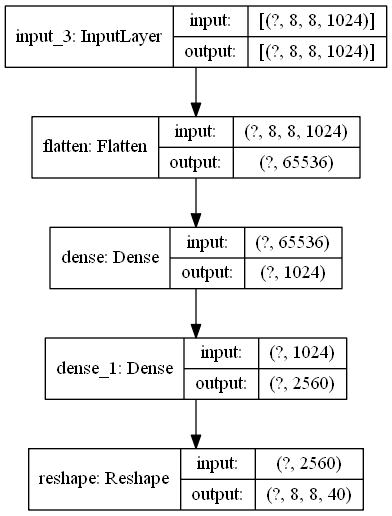 input_3: InputLayer
input:
[(?, 8, 8, 1024)]
output:
[(?, 8, 8, 1024)]
flatten: Flatten
input:
(?, 8, 8, 1024)
output:
(?, 65536)
dense: Dense
input:
(?, 65536)
output:
(?, 1024)
dense_1: Dense
input:
(?, 1024)
output:
(?, 2560)
reshape: Reshape
input:
(?, 2560)
output:
(?, 8, 8, 40)